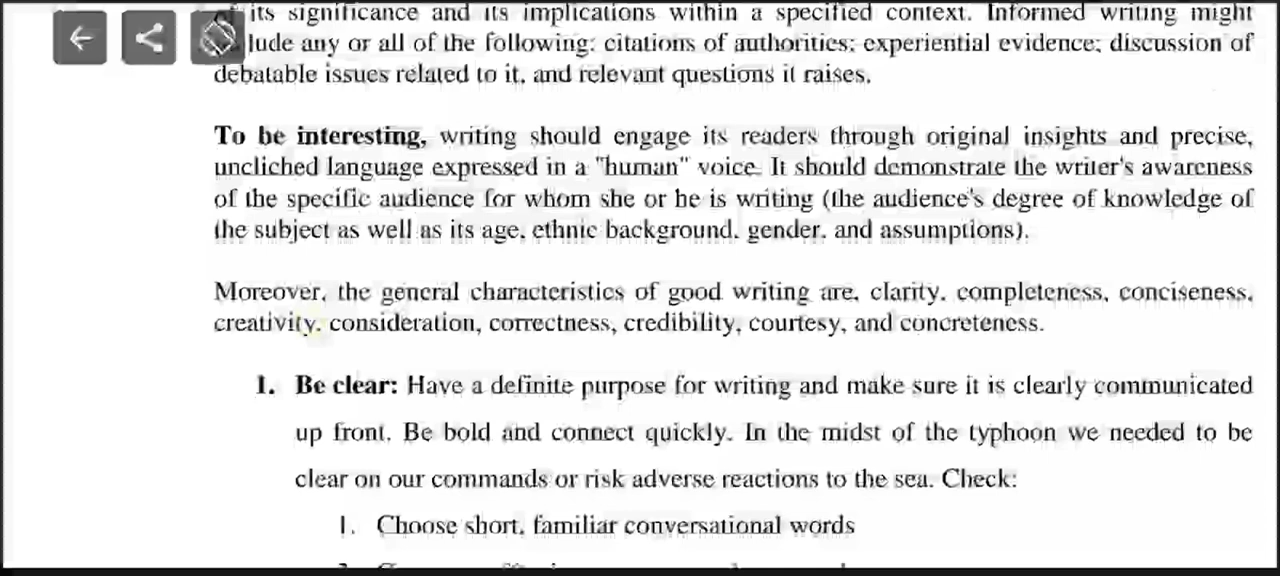 its significance and its implications within a specified context. Informed writing might
lude any or all of the following: citations of authorities; experiential evidence; discussion of
debatable issues related to it, and relevant questions it raises.
To be interesting, writing should engage its readers through original insights and precise,
uncliched language expressed in a "human" voice. It should demonstrate the writer's awareness
of the specific audience for whom she or he is writing (the audience's degree of knowledge of
the subject as well as its age, ethnic background, gender, and assumptions).
Moreover, the general characteristics of good writing are, clarity, completeness, conciseness,
creativity, consideration, correctness, credibility, courtesy, and concreteness.
1. Be clear: Have a definite purpose for writing and make sure it is clearly communicated
up front. Be bold and connect quickly. In the midst of the typhoon we needed to be
clear on our commands or risk adverse reactions to the sea. Check:
1. Choose short, familiar conversational words